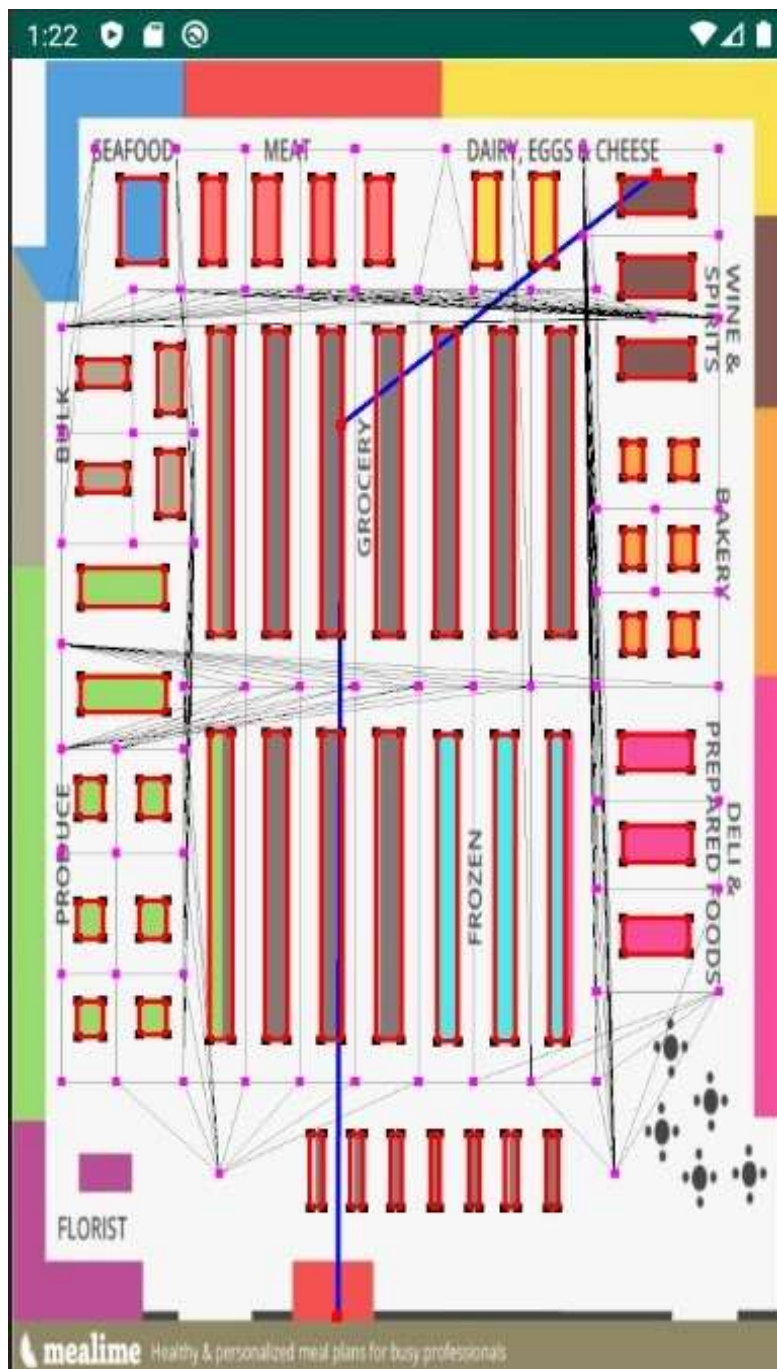 1:22
SEAFOOD
MEAT
DAIRY, EGGS & CHEESE
WINE &
SPIRITS
BULK
GROCERY
BAKERY
PRODUCE
FROZEN
DELI &
PREPARED FOODS
FLORIST
mealime Healthy & personalized meal plans for busy professionals